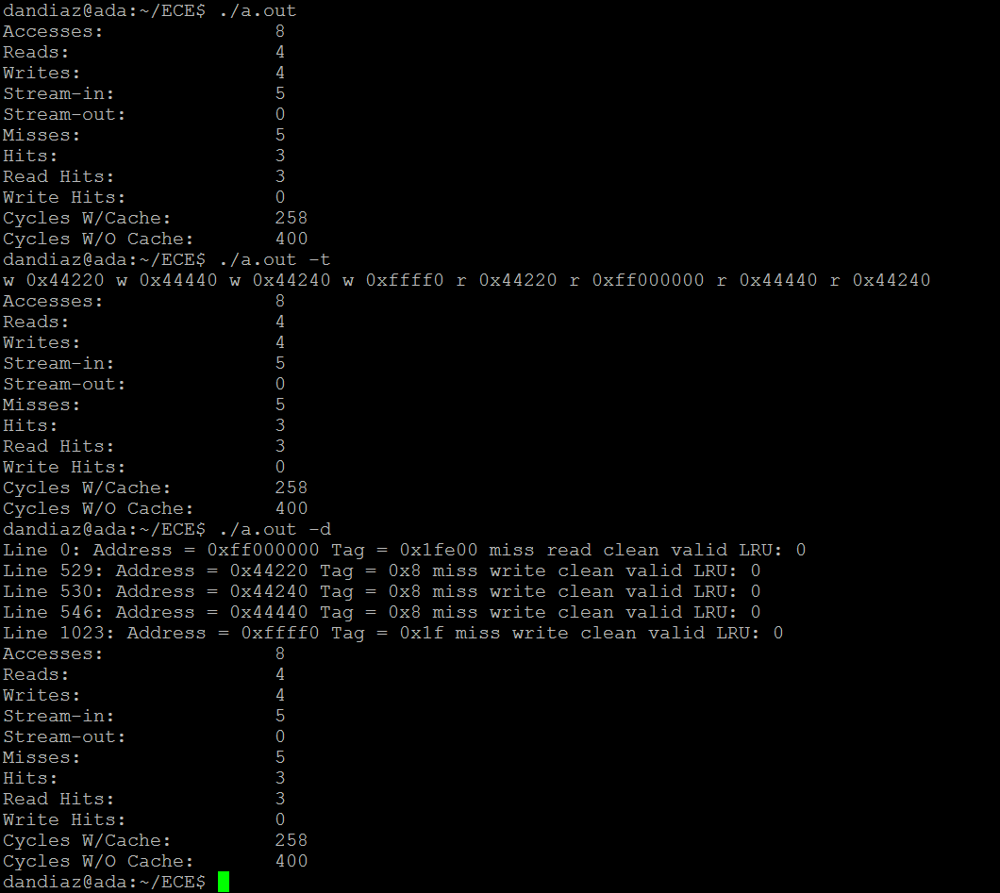 dandiaz@ada:~/ECE$ ./a.out
Accesses: 8
Reads: 4
Writes: 4
Stream-in: 5
Stream-out: 0
Misses: 5
Hits: 3
Read Hits: 3
Write Hits: 0
Cycles W/Cache: 258
Cycles W/O Cache: 400
dandiaz@ada:~/ECE$ ./a.out -t
w 0x44220 w 0x44440 w 0x44240 w 0xffff0 r 0x44220 r 0xff000000 r 0x44440 r 0x44240
Accesses: 8
Reads: 4
Writes: 4
Stream-in: 5
Stream-out: 0
Misses: 5
Hits: 3
Read Hits: 3
Write Hits: 0
Cycles W/Cache: 258
Cycles W/O Cache: 400
dandiaz@ada:~/ECE$ ./a.out -d
Line 0: Address = 0xff000000 Tag = 0x1fe00 miss read clean valid LRU: 0
Line 529: Address = 0x44220 Tag = 0x8 miss write clean valid LRU: 0
Line 530: Address = 0x44240 Tag = 0x8 miss write clean valid LRU: 0
Line 546: Address = 0x44440 Tag = 0x8 miss write clean valid LRU: 0
Line 1023: Address = 0xffff0 Tag = 0x1f miss write clean valid LRU: 0
Accesses: 8
Reads: 4
Writes: 4
Stream-in: 5
Stream-out: 0
Misses: 5
Hits: 3
Read Hits: 3
Write Hits: 0
Cycles W/Cache: 258
Cycles W/O Cache: 400
dandiaz@ada:~/ECE$